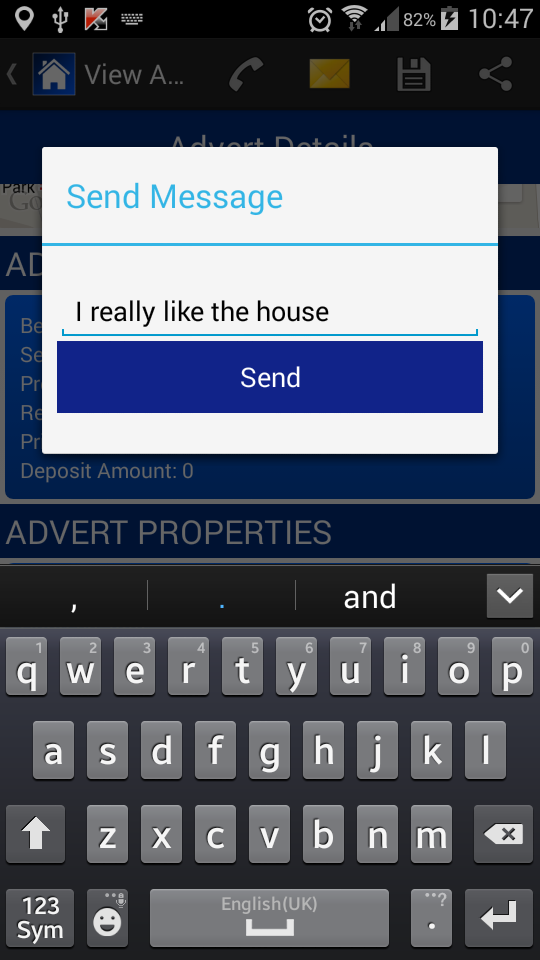 82% 10:47
View A...
Advert Details
Park
Go
Send Message
AD
I really like the house
Be
Send
Se
Pr
Re
Pr
Deposit Amount: 0
ADVERT PROPERTIES
, . and
1 2 3 4 5 6 7 8 9 0
q w e r t y u i o p
a s d f g h j k l
z x c v b n m
123
Sym
English(UK)
...?
.